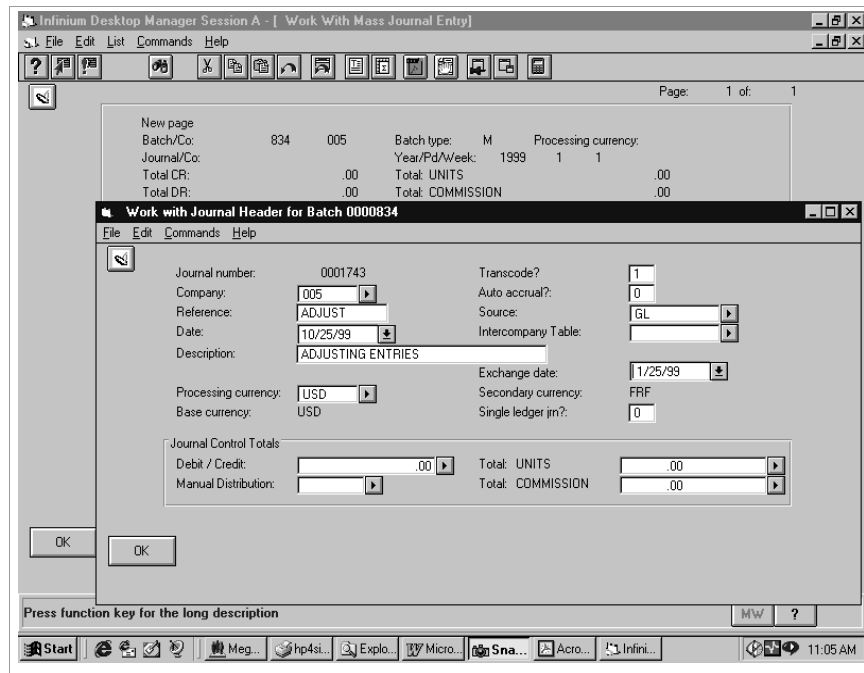 Infinium Desktop Manager Session A - [ Work With Mass Journal Entry]
File Edit List Commands Help
Page: 1 of: 1
New page
Batch/Co: 834 005 Batch type: M Processing currency:
Journal/Co: Year/Pd/Week: 1999 1 1
Total CR: .00 Total: UNITS .00
Total DR: .00 Total: COMMISSION .00
Work with Journal Header for Batch 0000834
File Edit Commands Help
Journal number: 0001743 Transcode? 1
Company: 005 Auto accrual?: 0
Reference: ADJUST Source: GL
Date: 10/25/99 Intercompany Table:
Description: ADJUSTING ENTRIES
Exchange date: 1/25/99
Processing currency: USD Secondary currency: FRF
Base currency: USD Single ledger jrn?: 0
Journal Control Totals
Debit / Credit: .00 Total: UNITS .00
Manual Distribution: Total: COMMISSION .00
OK
OK
Press function key for the long description MW ?
Start Meg... hp4si... Explo... Micro... Sna... Acro... Infini... 11:05 AM